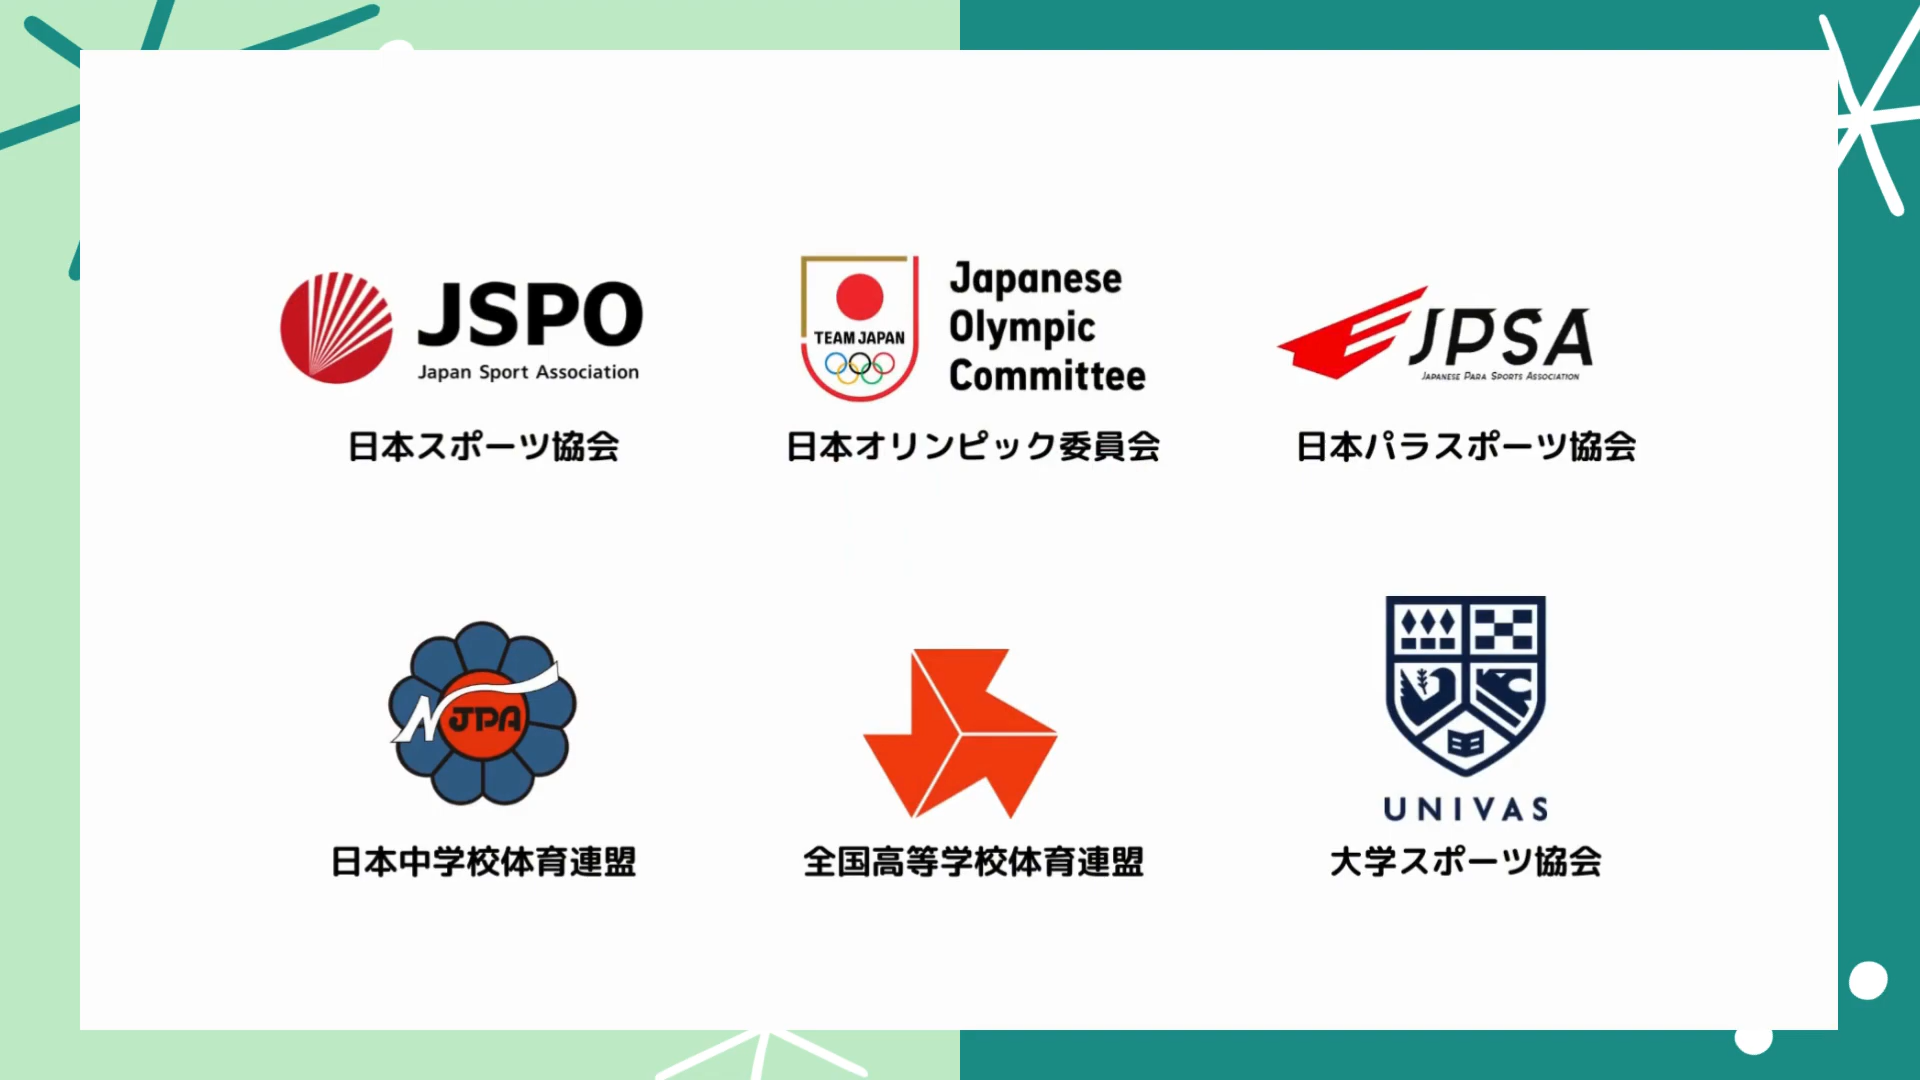 JSPO
Japan Sport Association
日本スポーツ協会
TEAM JAPAN
Japanese
Olympic
Committee
日本オリンピック委員会
JPSA
JAPANESE PARA SPORTS ASSOCIATION
日本パラスポーツ協会
N JPA
日本中学校体育連盟
全国高等学校体育連盟
UNIVAS
大学スポーツ協会